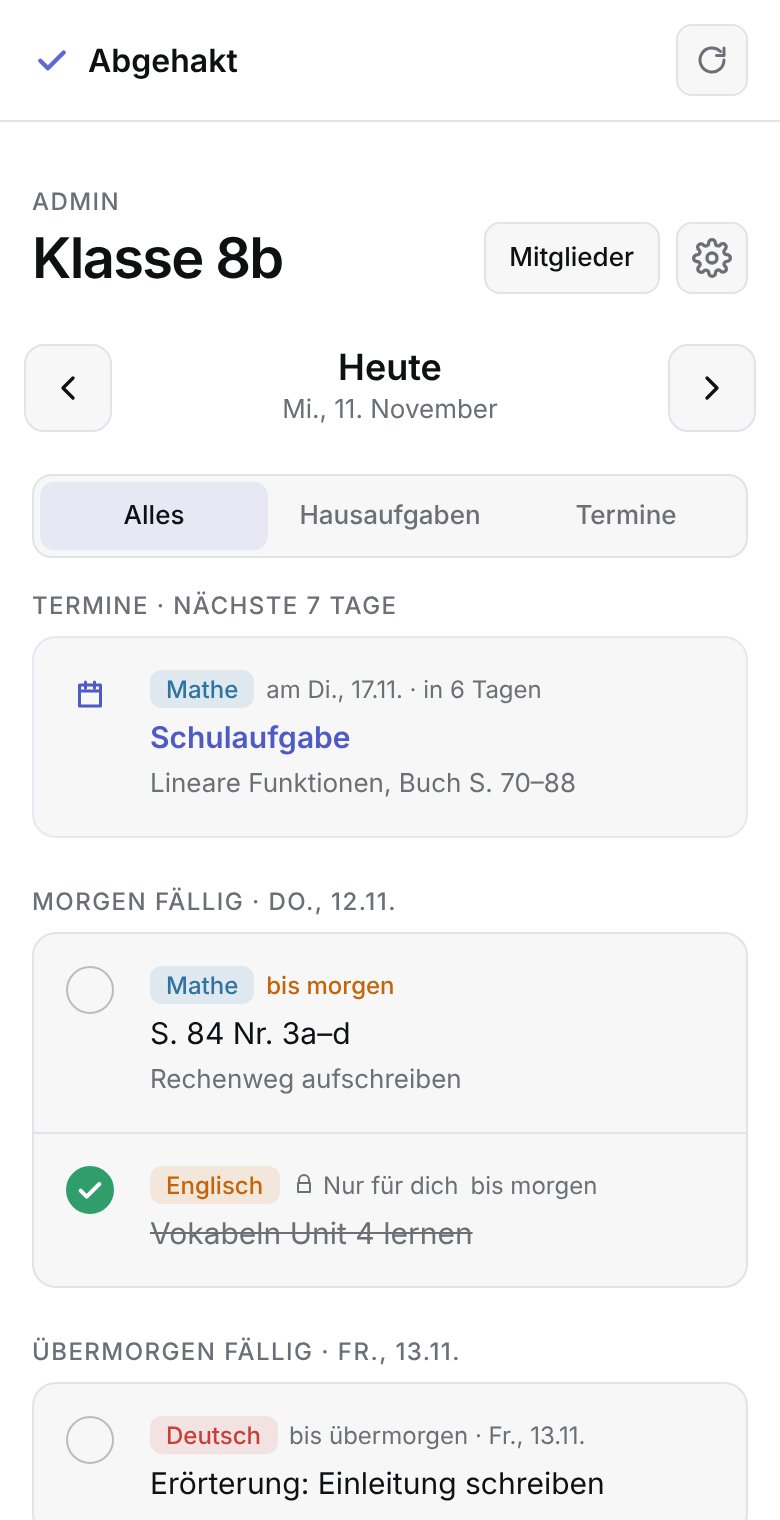 Abgehakt
ADMIN
Klasse 8b
Mitglieder
Heute
Mi., 11. November
Alles Hausaufgaben Termine
TERMINE · NÄCHSTE 7 TAGE
Mathe am Di., 17.11. · in 6 Tagen
Schulaufgabe
Lineare Funktionen, Buch S. 70–88
MORGEN FÄLLIG · DO., 12.11.
Mathe bis morgen
S. 84 Nr. 3a–d
Rechenweg aufschreiben
Englisch Nur für dich bis morgen
Vokabeln Unit 4 lernen
ÜBERMORGEN FÄLLIG · FR., 13.11.
Deutsch bis übermorgen · Fr., 13.11.
Erörterung: Einleitung schreiben